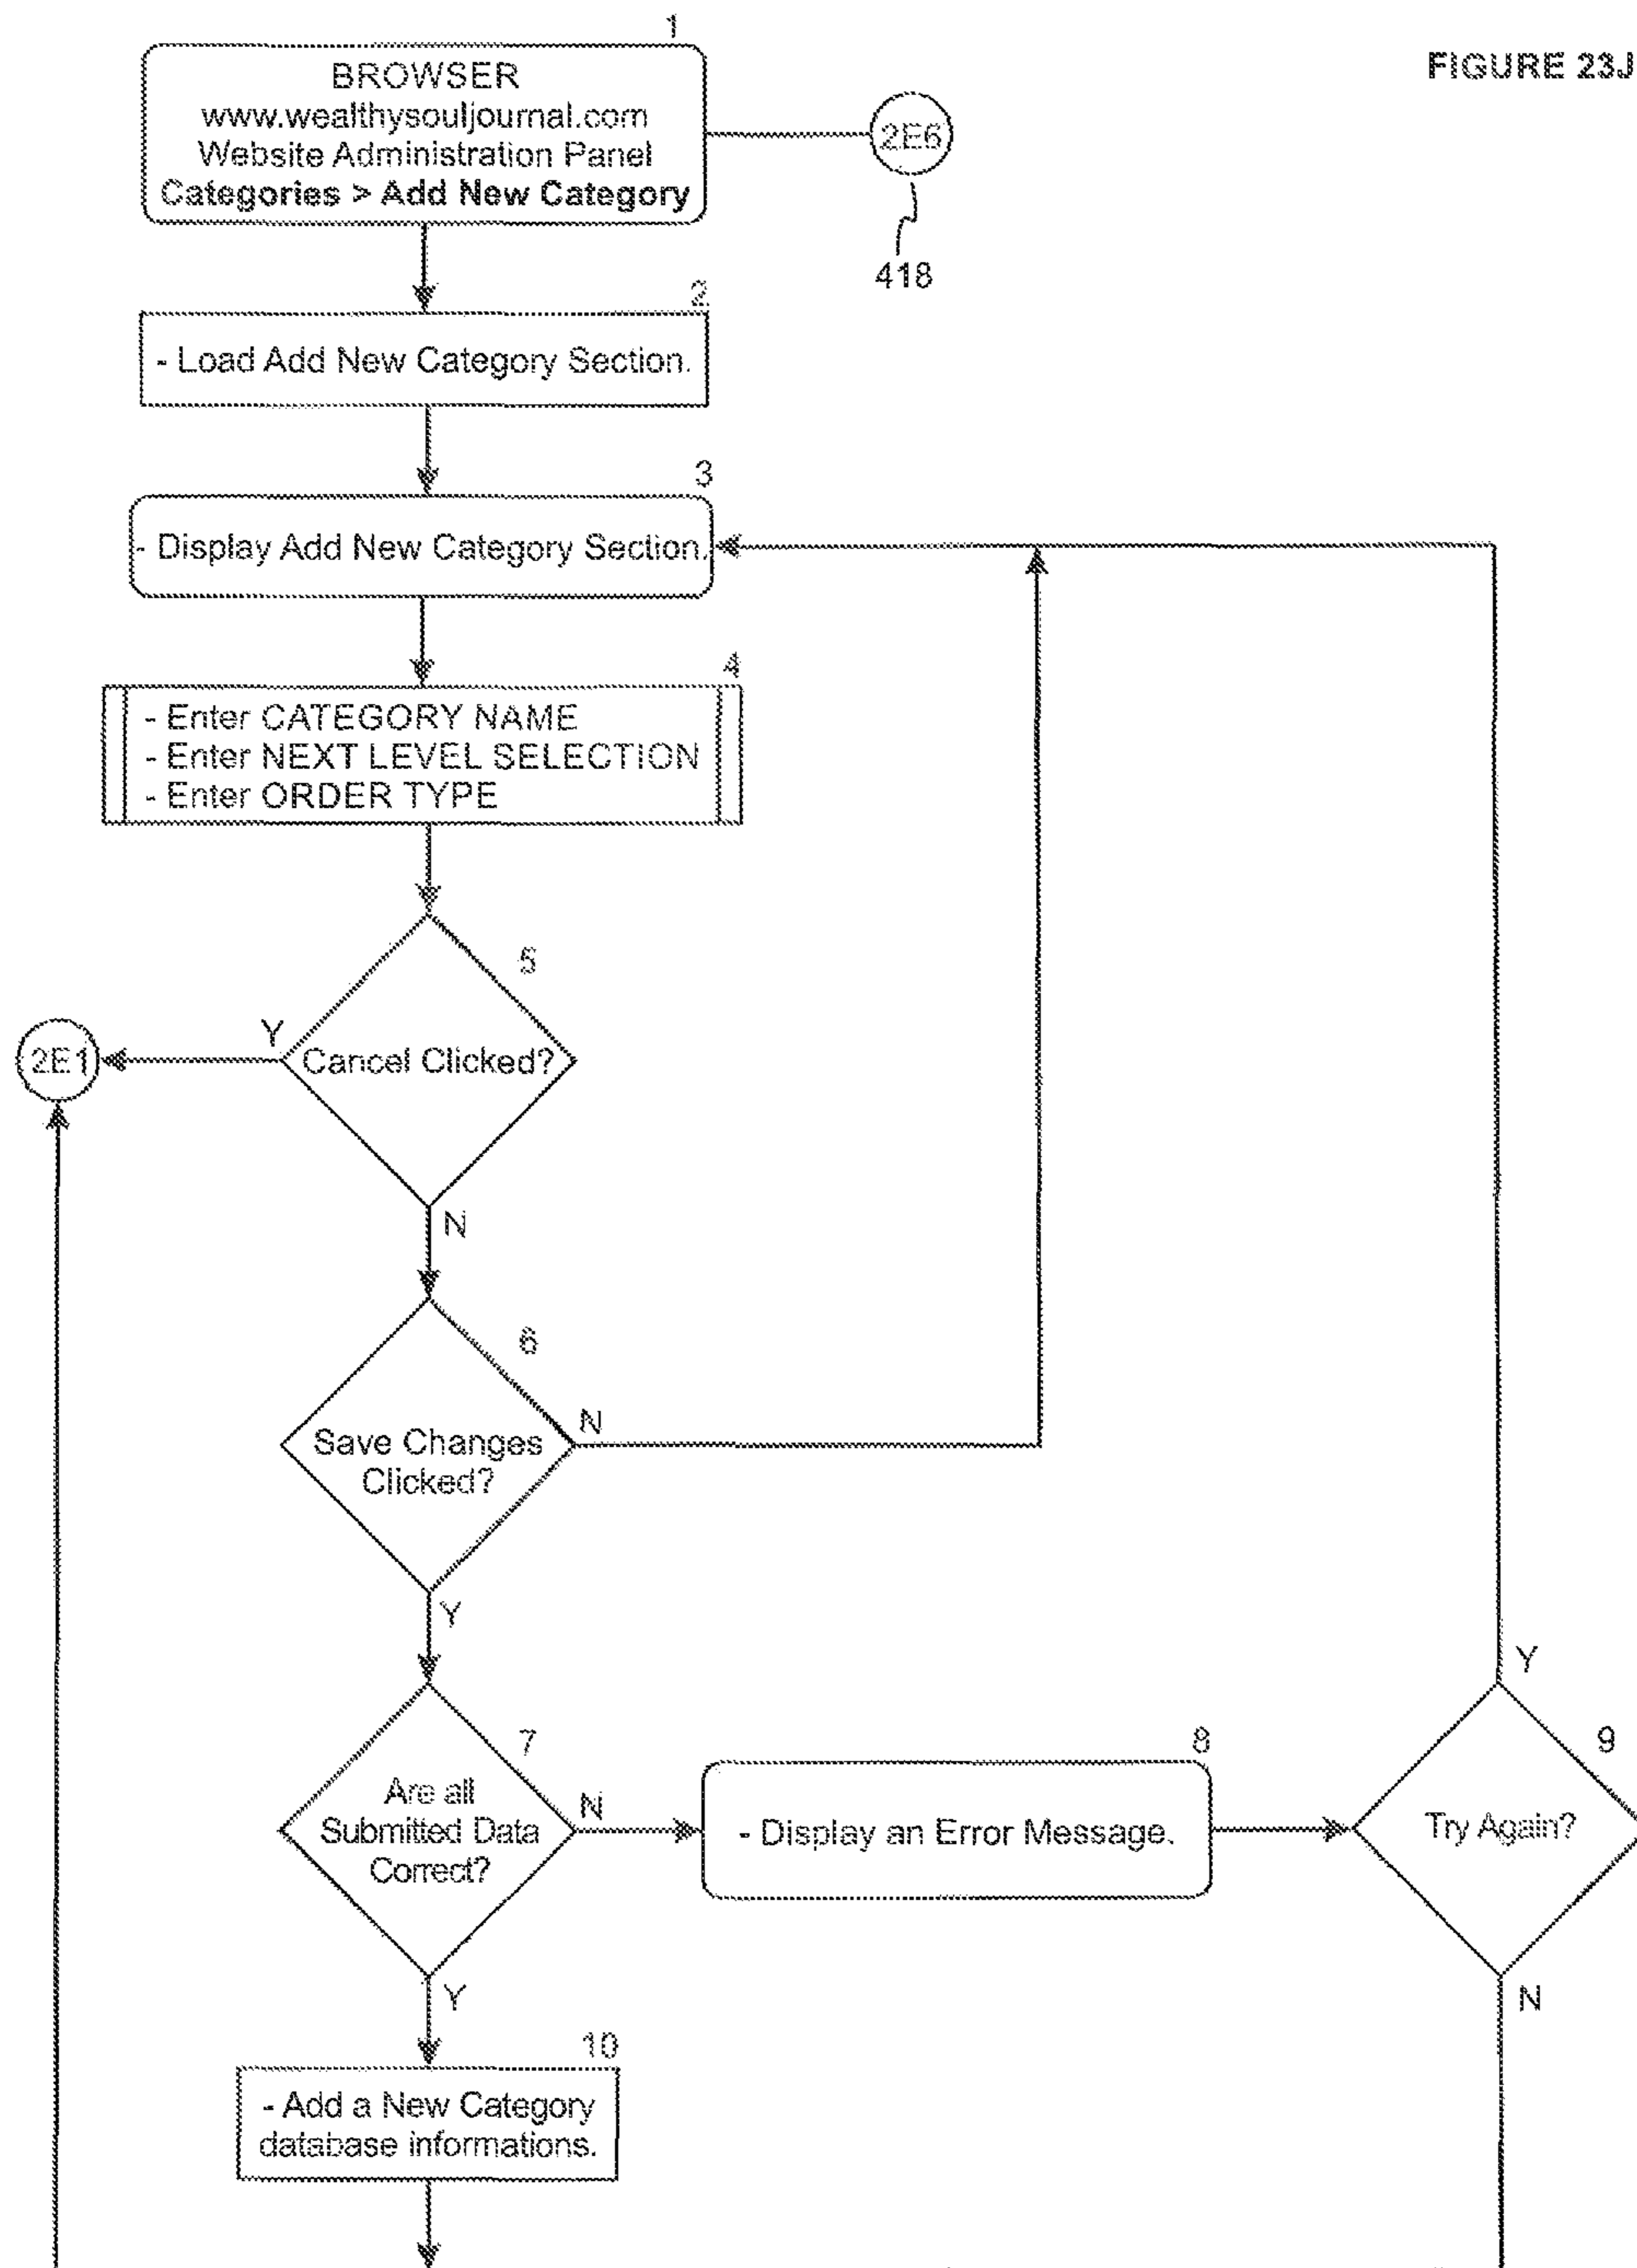 FIGURE 23J
1
BROWSER
www.wealthysouljournal.com
Website Administration Panel
Categories > Add New Category
2E6
418
2
- Load Add New Category Section.
3
- Display Add New Category Section.
4
- Enter CATEGORY NAME
- Enter NEXT LEVEL SELECTION
- Enter ORDER TYPE
5
Y
Cancel Clicked?
2E1
N
6
Save Changes
Clicked?
N
Y
7
Are all
Submitted Data
Correct?
N
8
- Display an Error Message.
Y
9
Try Again?
N
Y
10
- Add a New Category
database informations.